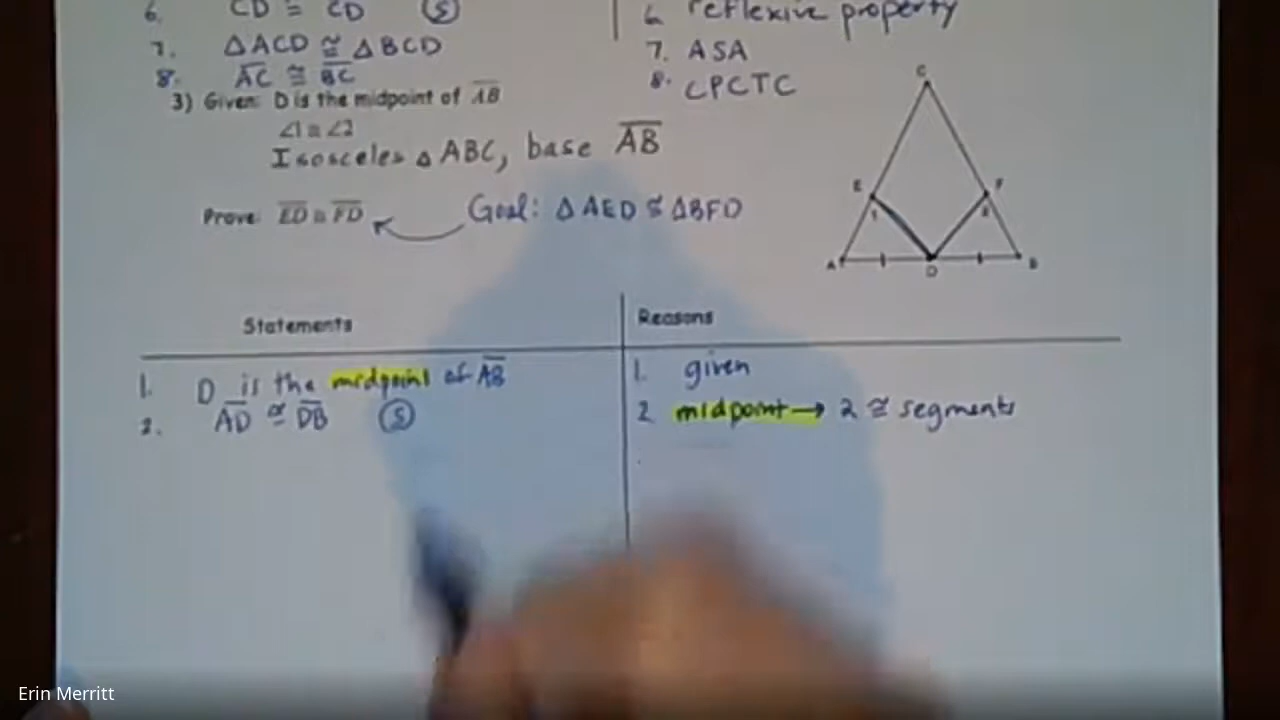 6. CD ≅ CD (S)
6. reflexive property
7. △ACD ≅ △BCD
7. ASA
8. AC ≅ BC
8. CPCTC
3) Given: D is the midpoint of AB
∠1 ≅ ∠2
Isosceles △ ABC, base AB
Prove: ED ≅ FD
Goal: △AED ≅ △BFD
C
E
F
1
2
A
D
B
Statements
Reasons
1. D is the midpoint of AB
1. given
2. AD ≅ DB (S)
2 midpoint → 2 ≅ segments
Erin Merritt